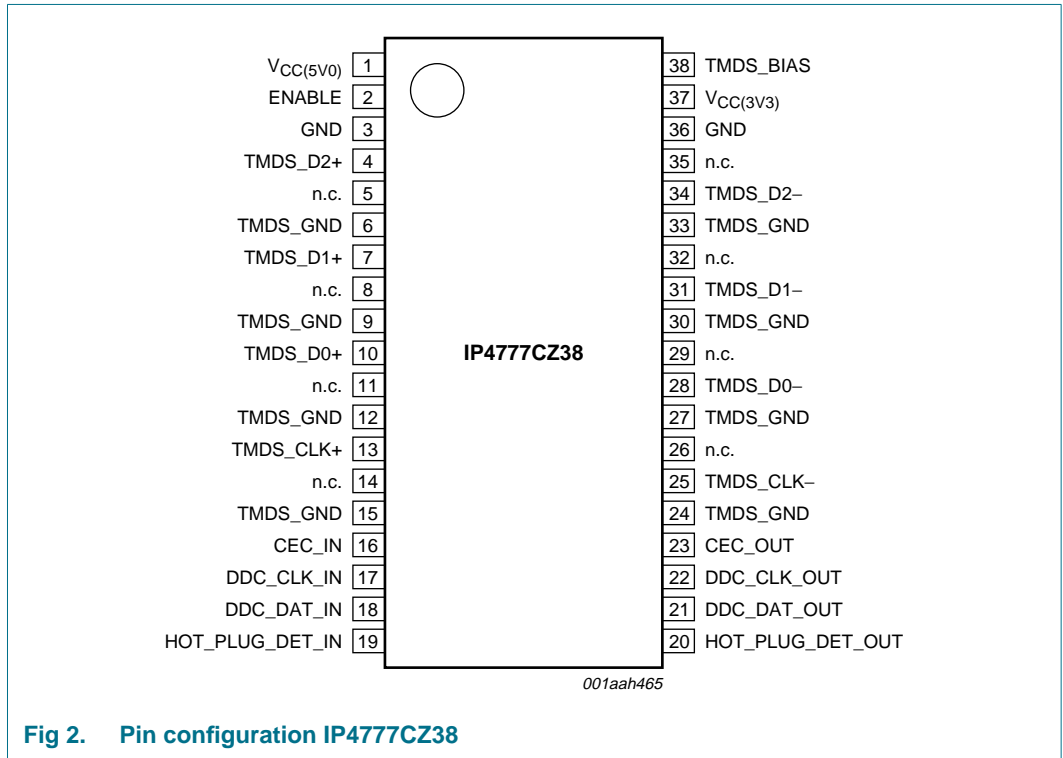 V_CC(5V0) 1
ENABLE 2
GND 3
TMDS_D2+ 4
n.c. 5
TMDS_GND 6
TMDS_D1+ 7
n.c. 8
TMDS_GND 9
TMDS_D0+ 10
n.c. 11
TMDS_GND 12
TMDS_CLK+ 13
n.c. 14
TMDS_GND 15
CEC_IN 16
DDC_CLK_IN 17
DDC_DAT_IN 18
HOT_PLUG_DET_IN 19
IP4777CZ38
38 TMDS_BIAS
37 V_CC(3V3)
36 GND
35 n.c.
34 TMDS_D2−
33 TMDS_GND
32 n.c.
31 TMDS_D1−
30 TMDS_GND
29 n.c.
28 TMDS_D0−
27 TMDS_GND
26 n.c.
25 TMDS_CLK−
24 TMDS_GND
23 CEC_OUT
22 DDC_CLK_OUT
21 DDC_DAT_OUT
20 HOT_PLUG_DET_OUT
001aah465
Fig 2. Pin configuration IP4777CZ38